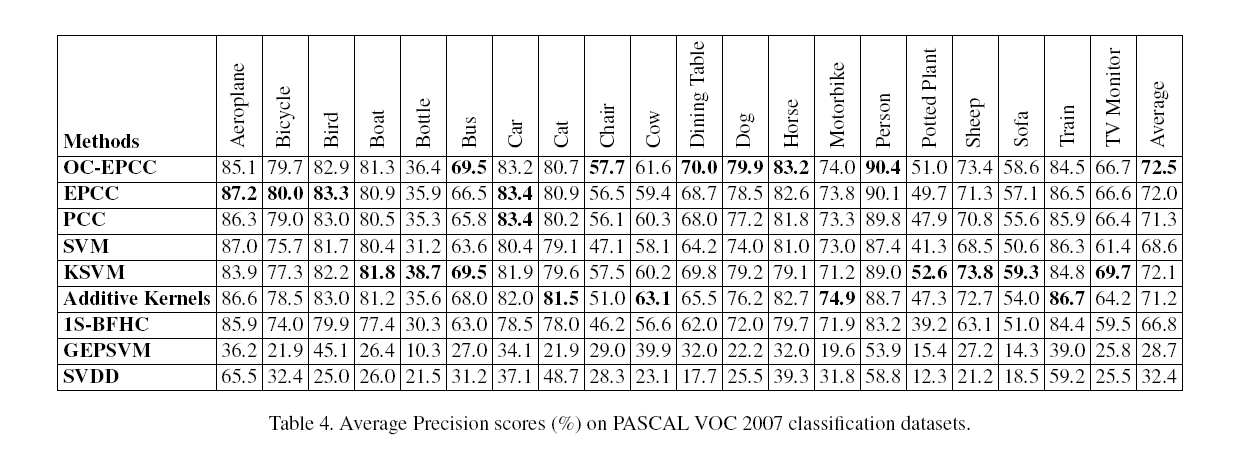 Methods Aeroplane Bicycle Bird Boat Bottle Bus Car Cat Chair Cow Dining Table Dog Horse Motorbike Person Potted Plant Sheep Sofa Train TV Monitor Average
OC-EPCC 85.1 79.7 82.9 81.3 36.4 69.5 83.2 80.7 57.7 61.6 70.0 79.9 83.2 74.0 90.4 51.0 73.4 58.6 84.5 66.7 72.5
EPCC 87.2 80.0 83.3 80.9 35.9 66.5 83.4 80.9 56.5 59.4 68.7 78.5 82.6 73.8 90.1 49.7 71.3 57.1 86.5 66.6 72.0
PCC 86.3 79.0 83.0 80.5 35.3 65.8 83.4 80.2 56.1 60.3 68.0 77.2 81.8 73.3 89.8 47.9 70.8 55.6 85.9 66.4 71.3
SVM 87.0 75.7 81.7 80.4 31.2 63.6 80.4 79.1 47.1 58.1 64.2 74.0 81.0 73.0 87.4 41.3 68.5 50.6 86.3 61.4 68.6
KSVM 83.9 77.3 82.2 81.8 38.7 69.5 81.9 79.6 57.5 60.2 69.8 79.2 79.1 71.2 89.0 52.6 73.8 59.3 84.8 69.7 72.1
Additive Kernels 86.6 78.5 83.0 81.2 35.6 68.0 82.0 81.5 51.0 63.1 65.5 76.2 82.7 74.9 88.7 47.3 72.7 54.0 86.7 64.2 71.2
1S-BFHC 85.9 74.0 79.9 77.4 30.3 63.0 78.5 78.0 46.2 56.6 62.0 72.0 79.7 71.9 83.2 39.2 63.1 51.0 84.4 59.5 66.8
GEPSVM 36.2 21.9 45.1 26.4 10.3 27.0 34.1 21.9 29.0 39.9 32.0 22.2 32.0 19.6 53.9 15.4 27.2 14.3 39.0 25.8 28.7
SVDD 65.5 32.4 25.0 26.0 21.5 31.2 37.1 48.7 28.3 23.1 17.7 25.5 39.3 31.8 58.8 12.3 21.2 18.5 59.2 25.5 32.4
Table 4. Average Precision scores (%) on PASCAL VOC 2007 classification datasets.